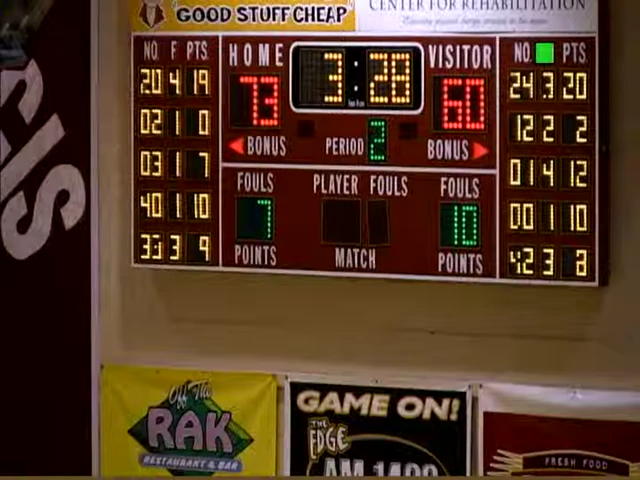 "GOOD STUFF CHEAP"
CENTER FOR REHABILITATION
NO. F PTS.
HOME
3:28
VISITOR
NO. PTS.
20 4 19
73
60
24 3 20
02 1 0
BONUS
PERIOD 2
BONUS
12 2 2
03 1 7
FOULS
PLAYER FOULS
FOULS
01 4 12
40 1 10
7
10
00 1 10
33 3 9
POINTS
MATCH
POINTS
42 3 8
SIS
Off The
RAK
RESTAURANT & BAR
GAME ON!
THE EDGE
AM 1400
FRESH FOOD